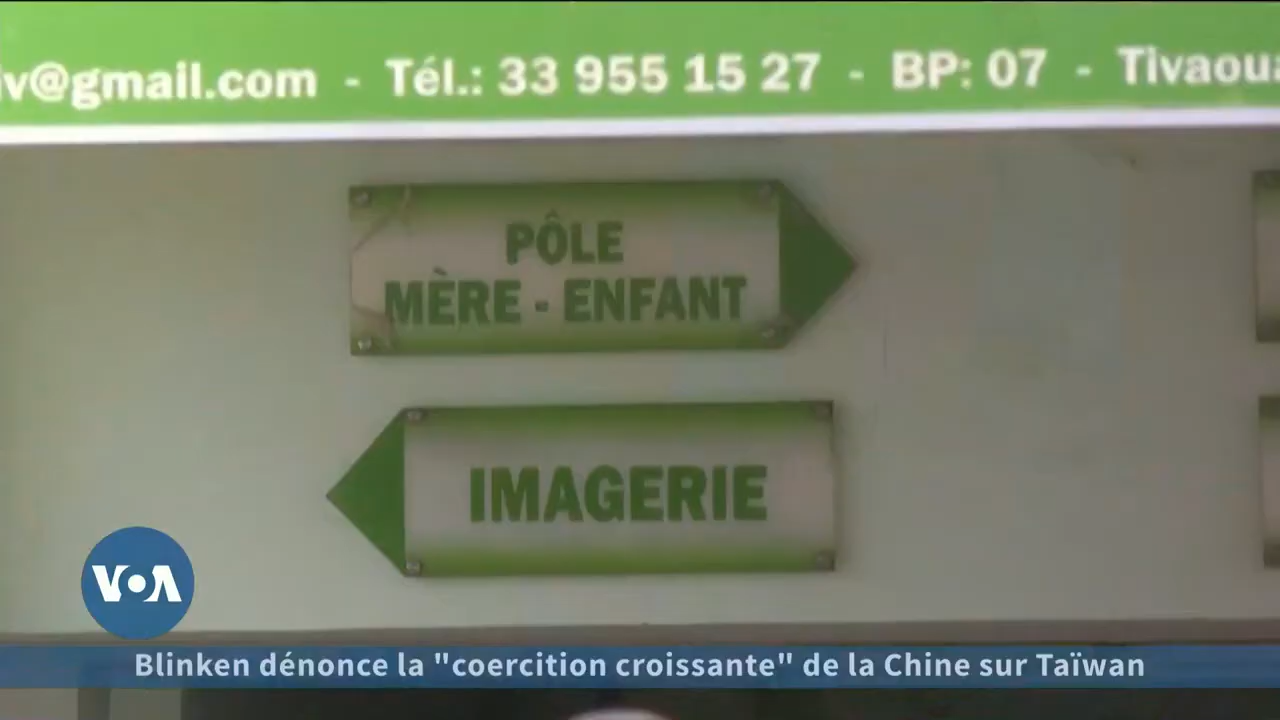 iv@gmail.com - Tél.: 33 955 15 27 - BP: 07 - Tivaoua
PÔLE
MÈRE - ENFANT
IMAGERIE
VOA
Blinken dénonce la "coercition croissante" de la Chine sur Taïwan